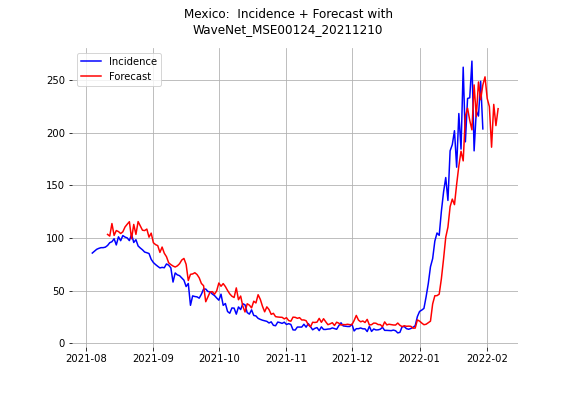 Mexico:  Incidence + Forecast with
WaveNet_MSE00124_20211210
Incidence
Forecast
250
200
150
100
50
0
2021-08 2021-09 2021-10 2021-11 2021-12 2022-01 2022-02